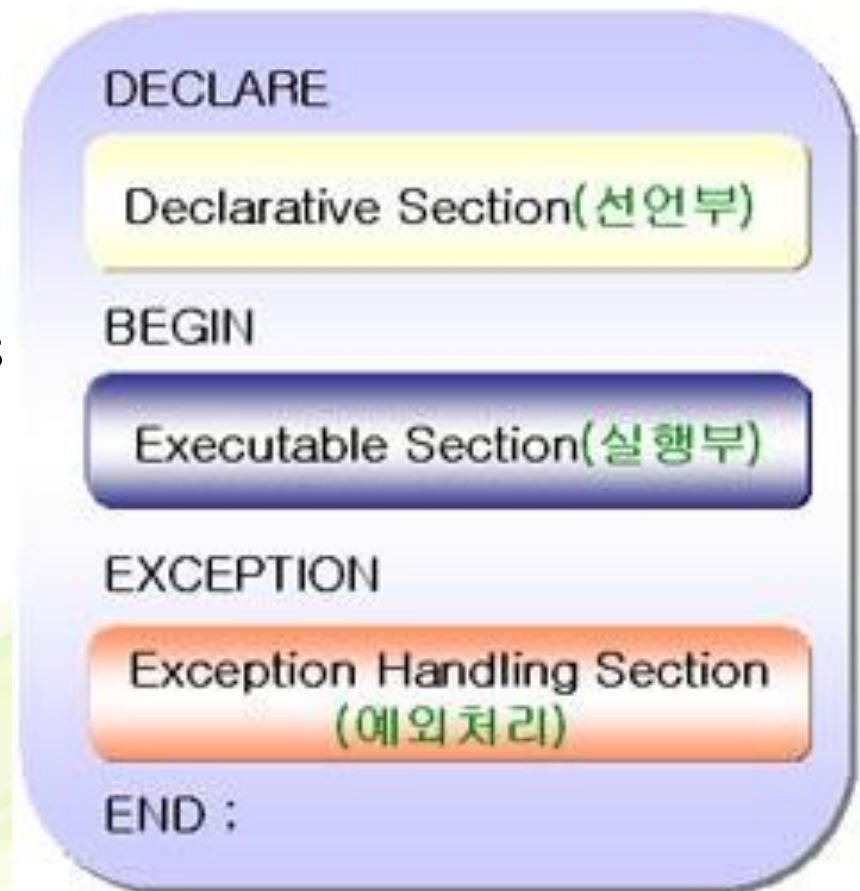 DECLARE
Declarative Section(선언부)
BEGIN
Executable Section(실행부)
EXCEPTION
Exception Handling Section
(예외처리)
END ;